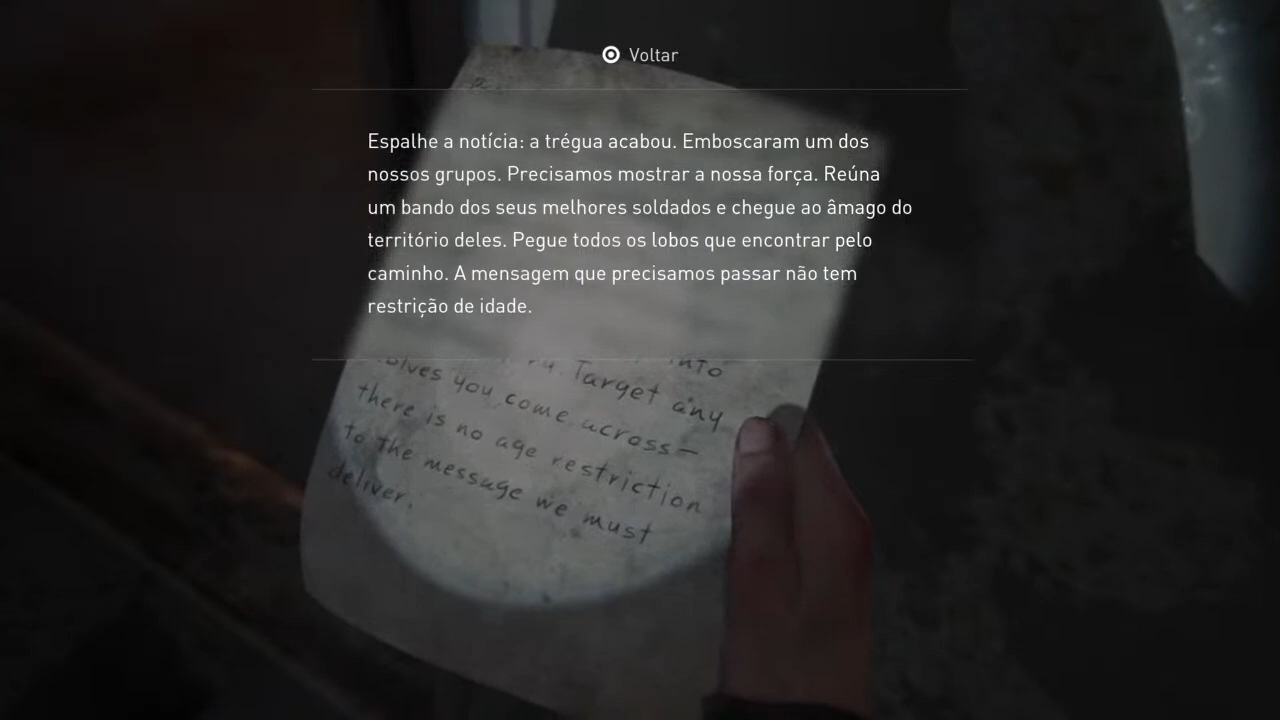 Voltar
Espalhe a notícia: a trégua acabou. Emboscaram um dos
nossos grupos. Precisamos mostrar a nossa força. Reúna
um bando dos seus melhores soldados e chegue ao âmago do
território deles. Pegue todos os lobos que encontrar pelo
caminho. A mensagem que precisamos passar não tem
restrição de idade.
into
Target any
you come across—
there is no age restriction
to the message we must
deliver.